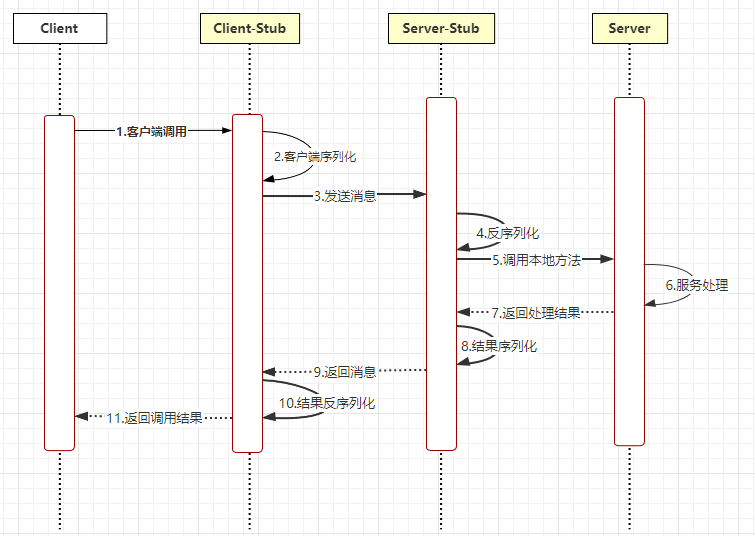 Client
Client-Stub
Server-Stub
Server
1.客户端调用
2.客户端序列化
3.发送消息
4.反序列化
5.调用本地方法
6.服务处理
7.返回处理结果
8.结果序列化
9.返回消息
10.结果反序列化
11.返回调用结果